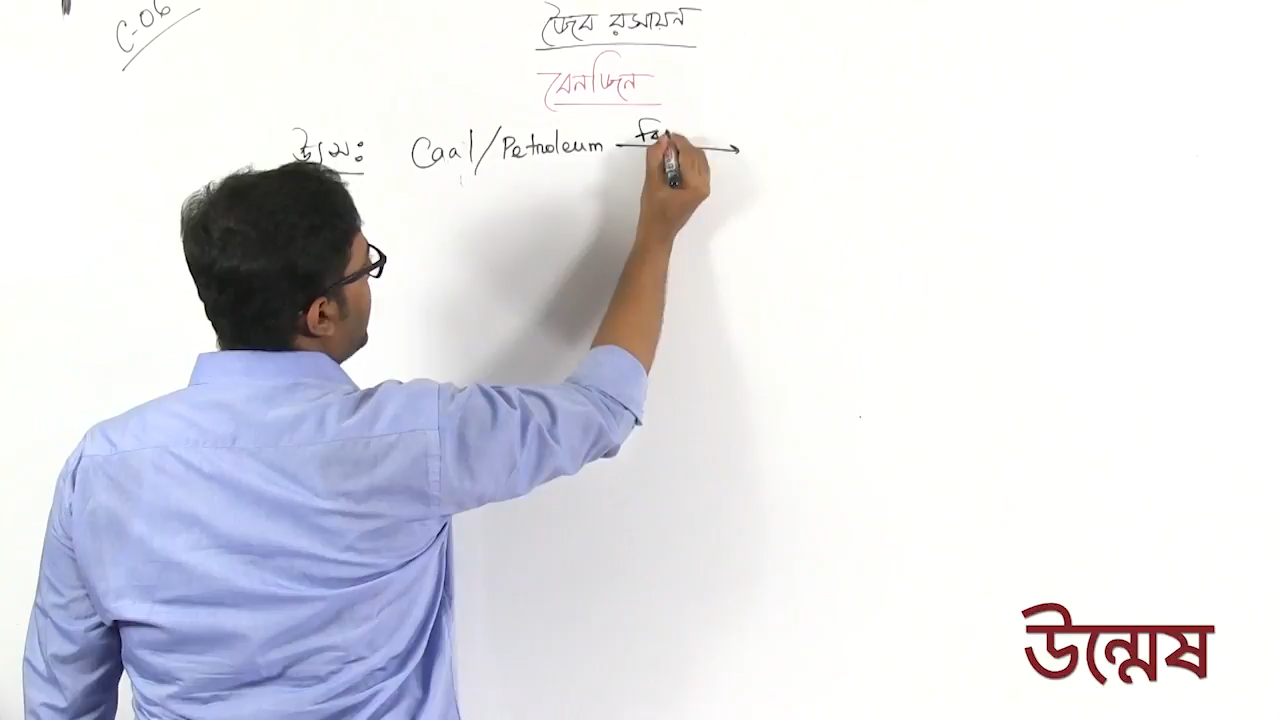 C-06
জৈব রসায়ন
বেনজিন
উৎস: Coal/Petroleum
উন্মেষ